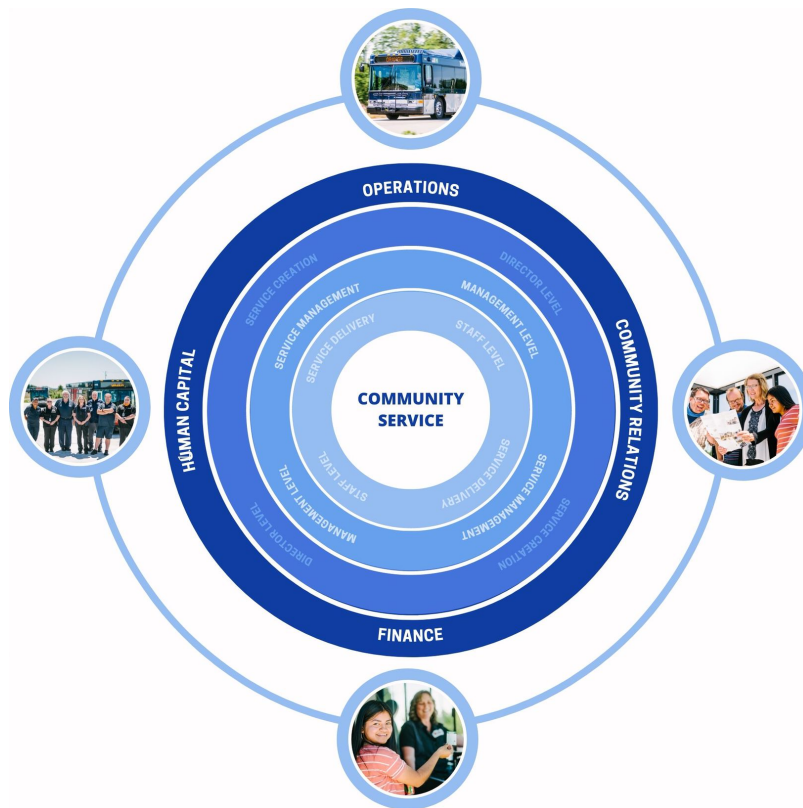 OPERATIONS
SERVICE CREATION
DIRECTOR LEVEL
SERVICE MANAGEMENT
MANAGEMENT LEVEL
SERVICE DELIVERY
STAFF LEVEL
HUMAN CAPITAL
COMMUNITY
SERVICE
COMMUNITY RELATIONS
STAFF LEVEL
SERVICE DELIVERY
MANAGEMENT LEVEL
SERVICE MANAGEMENT
DIRECTOR LEVEL
SERVICE CREATION
FINANCE